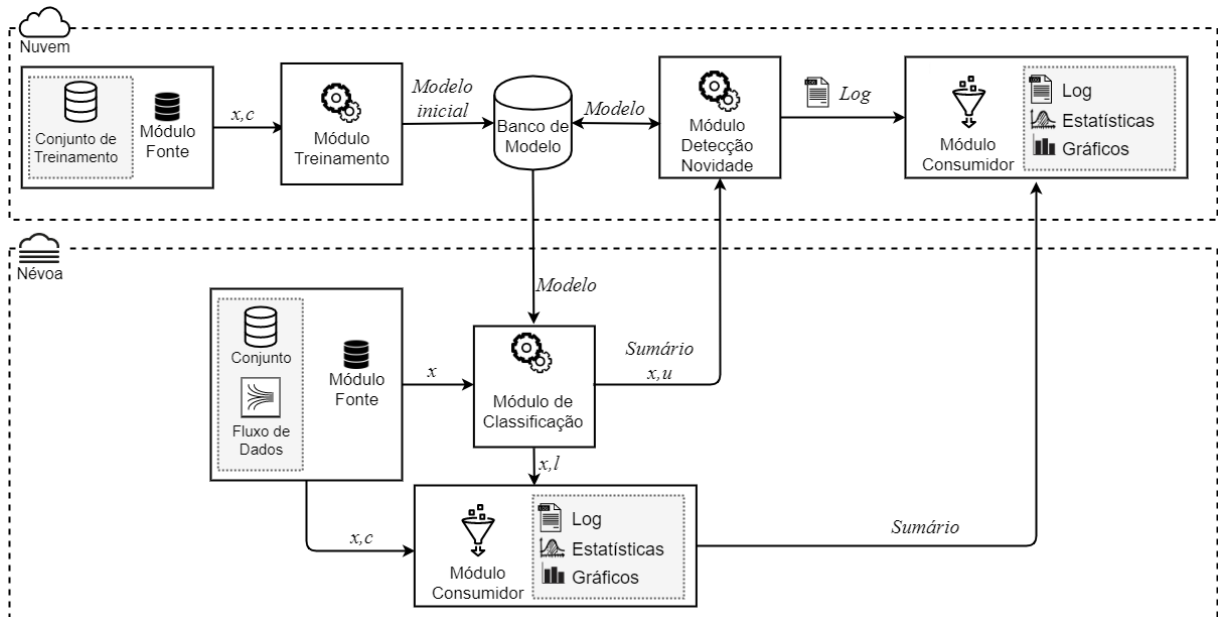 Nuvem
Conjunto de
Treinamento
Módulo
Fonte
x,c
Módulo
Treinamento
Modelo
inicial
Banco de
Modelo
Modelo
Módulo
Detecção
Novidade
Log
Módulo
Consumidor
Log
Estatísticas
Gráficos
Névoa
Modelo
Conjunto
Fluxo de
Dados
Módulo
Fonte
x
Módulo de
Classificação
Sumário
x,u
x,l
x,c
Módulo
Consumidor
Log
Estatísticas
Gráficos
Sumário